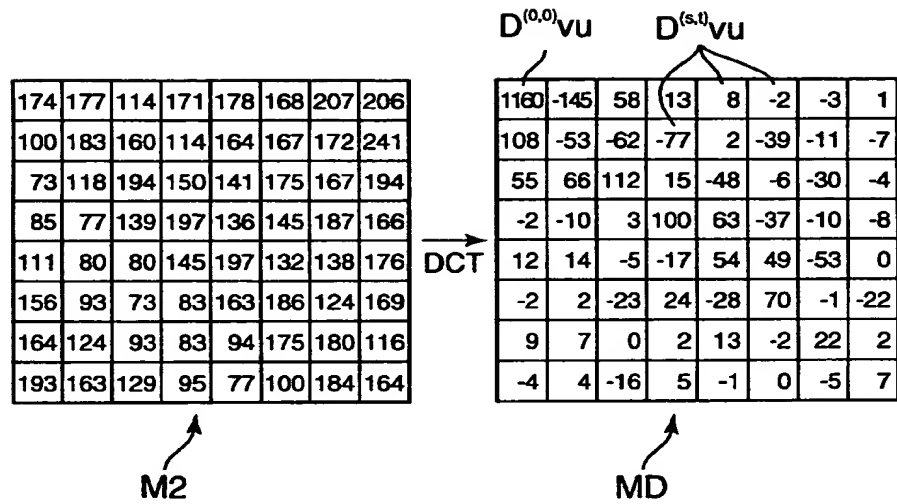 D(0,0)vu D(s,t)vu
174 177 114 171 178 168 207 206 1160 -145 58 13 8 -2 -3 1
100 183 160 114 164 167 172 241 108 -53 -62 -77 2 -39 -11 -7
73 118 194 150 141 175 167 194 55 66 112 15 -48 -6 -30 -4
85 77 139 197 136 145 187 166 -2 -10 3 100 63 -37 -10 -8
111 80 80 145 197 132 138 176 DCT 12 14 -5 -17 54 49 -53 0
156 93 73 83 163 186 124 169 -2 2 -23 24 -28 70 -1 -22
164 124 93 83 94 175 180 116 9 7 0 2 13 -2 22 2
193 163 129 95 77 100 184 164 -4 4 -16 5 -1 0 -5 7
M2 MD